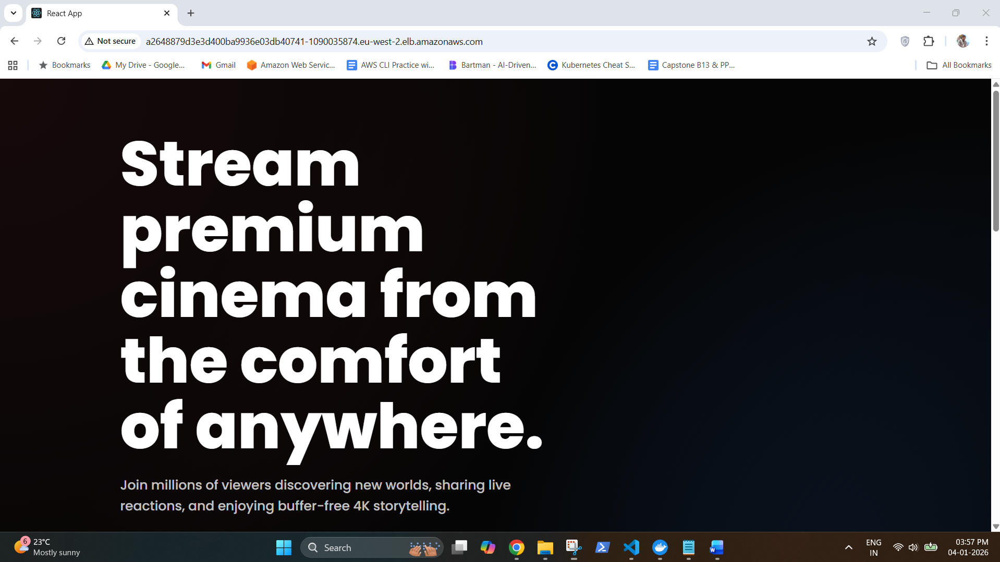 React App
Not secure
a2648879d3e3d400ba9936e03db40741-1090035874.eu-west-2.elb.amazonaws.com
Bookmarks
My Drive - Google...
Gmail
Amazon Web Servic...
AWS CLI Practice wi...
Bartman - AI-Driven...
Kubernetes Cheat S...
Capstone B13 & PP...
All Bookmarks
Stream
premium
cinema from
the comfort
of anywhere.
Join millions of viewers discovering new worlds, sharing live
reactions, and enjoying buffer-free 4K storytelling.
6
23°C
Mostly sunny
Search
ENG
IN
03:57 PM
04-01-2026